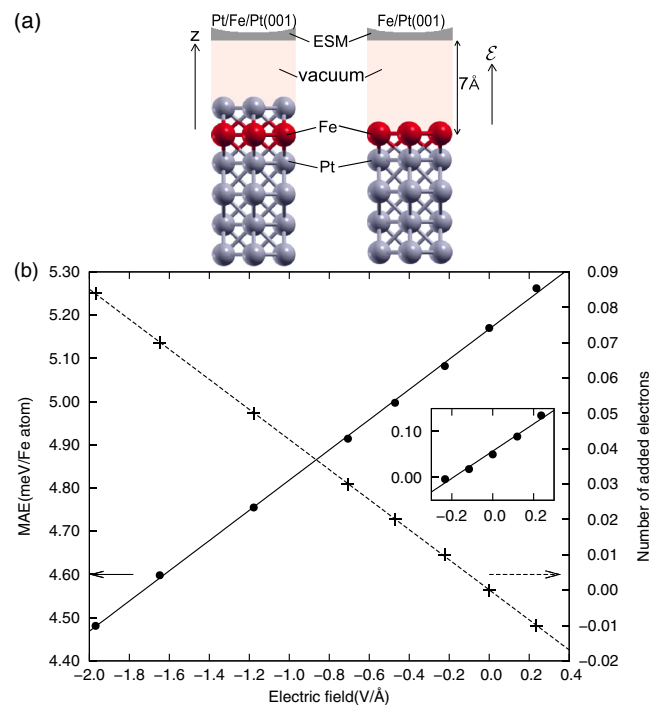 (a)
Pt/Fe/Pt(001) Fe/Pt(001)
z ESM ℰ
vacuum 7Å
Fe
Pt
(b)
5.30 0.09
5.20 0.08
5.10 0.07
5.00 0.06
4.90 0.05
4.80 0.04
4.70 0.03
4.60 0.02
4.50 0.01
4.40 0.00
−0.01
−0.02
MAE(meV/Fe atom)
Number of added electrons
0.10
0.00
−0.2 0.0 0.2
−2.0 −1.8 −1.6 −1.4 −1.2 −1.0 −0.8 −0.6 −0.4 −0.2 0.0 0.2 0.4
Electric field(V/Å)